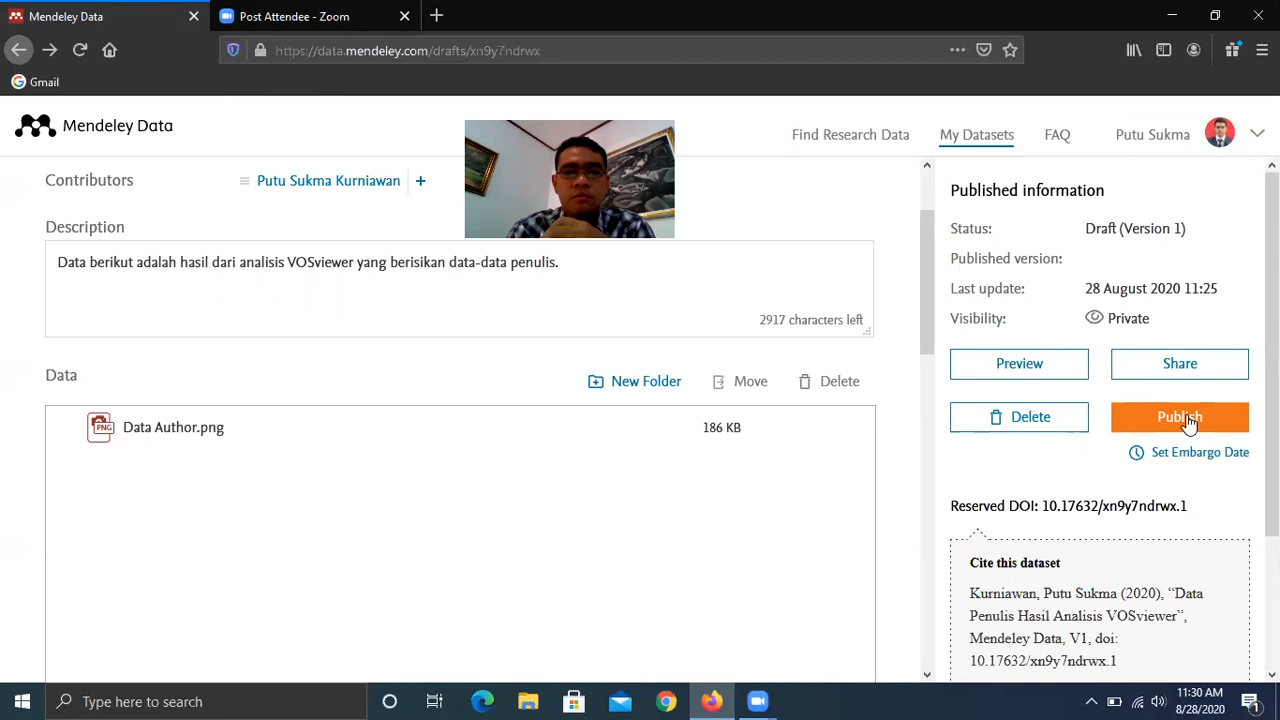 Mendeley Data
Post Attendee - Zoom
https://data.mendeley.com/drafts/xn9y7ndrwx
Gmail
Mendeley Data
Find Research Data
My Datasets
FAQ
Putu Sukma
Contributors
Putu Sukma Kurniawan
Description
Data berikut adalah hasil dari analisis VOSviewer yang berisikan data-data penulis.
2917 characters left
Data
New Folder
Move
Delete
PNG
Data Author.png
186 KB
Published information
Status: Draft (Version 1)
Published version:
Last update: 28 August 2020 11:25
Visibility: Private
Preview
Share
Delete
Publish
Set Embargo Date
Reserved DOI: 10.17632/xn9y7ndrwx.1
Cite this dataset
Kurniawan, Putu Sukma (2020), “Data
Penulis Hasil Analisis VOSviewer”,
Mendeley Data, V1, doi:
10.17632/xn9y7ndrwx.1
Type here to search
11:30 AM
8/28/2020
1